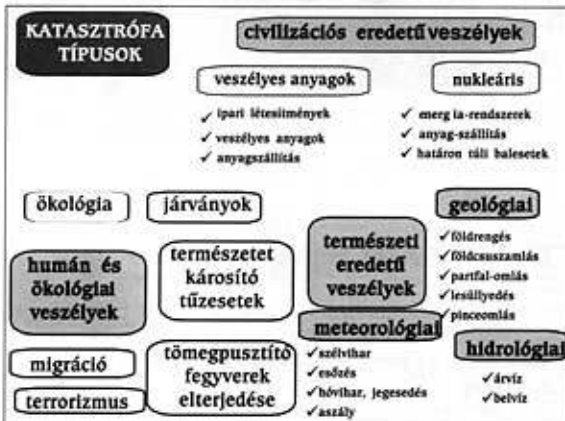 KATASZTRÓFA
TÍPUSOK
civilizációs eredetű veszélyek
veszélyes anyagok
✓ ipari létesítmények
✓ veszélyes anyagok
✓ anyagszállítás
nukleáris
✓ merg ia-rendszerek
✓ anyag-szállítás
✓ határon túli balesetek
ökológia
járványok
humán és
ökológiai
veszélyek
természetet
károsító
tűzesetek
migráció
terrorizmus
tömegpusztító
fegyverek
elterjedése
természeti
eredetű
veszélyek
geológiai
✓földrengés
✓földcsuszamlás
✓partfal-omlás
✓lesüllyedés
✓pinceomlás
meteorológiai
✓szélvihar
✓esőzés
✓hóvihar, jegesedés
✓aszály
hidrológiai
✓árvíz
✓belvíz